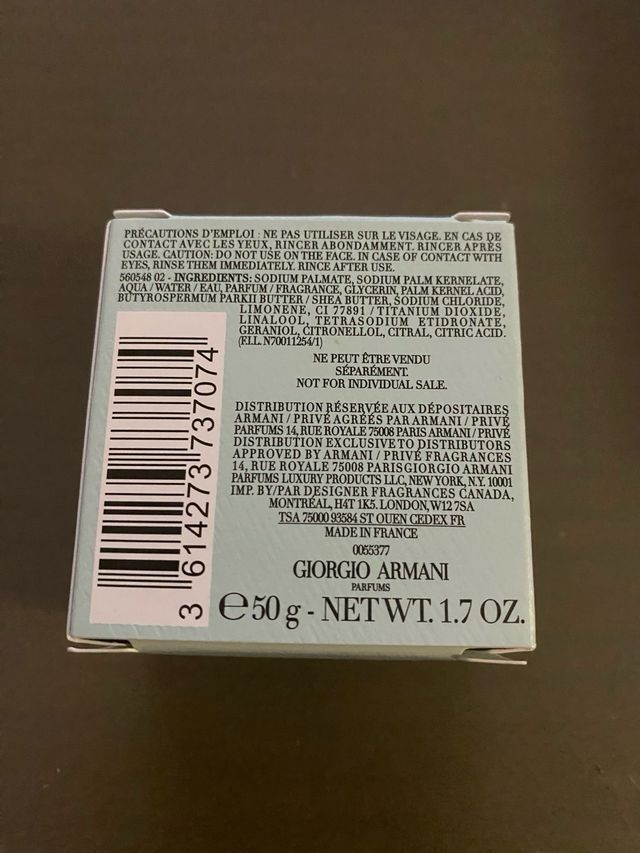 PRÉCAUTIONS D'EMPLOI : NE PAS UTILISER SUR LE VISAGE. EN CAS DE
CONTACT AVEC LES YEUX, RINCER ABONDAMMENT. RINCER APRÈS
USAGE. CAUTION: DO NOT USE ON THE FACE. IN CASE OF CONTACT WITH
EYES, RINSE THEM IMMEDIATELY. RINCE AFTER USE.
560548 02 - INGREDIENTS: SODIUM PALMATE, SODIUM PALM KERNELATE,
AQUA / WATER / EAU, PARFUM / FRAGRANCE, GLYCERIN, PALM KERNEL ACID,
BUTYROSPERMUM PARKII BUTTER / SHEA BUTTER, SODIUM CHLORIDE,
LIMONENE, CI 77891 / TITANIUM DIOXIDE,
LINALOOL, TETRASODIUM ETIDRONATE,
GERANIOL, CITRONELLOL, CITRAL, CITRIC ACID.
(F.I.L. N70011254/1)
NE PEUT ÊTRE VENDU
SÉPARÉMENT.
NOT FOR INDIVIDUAL SALE.
DISTRIBUTION RÉSERVÉE AUX DÉPOSITAIRES
ARMANI / PRIVÉ AGRÉÉS PAR ARMANI / PRIVÉ
PARFUMS 14, RUE ROYALE 75008 PARIS ARMANI / PRIVÉ
DISTRIBUTION EXCLUSIVE TO DISTRIBUTORS
APPROVED BY ARMANI / PRIVÉ FRAGRANCES
14, RUE ROYALE 75008 PARIS GIORGIO ARMANI
PARFUMS LUXURY PRODUCTS LLC, NEW YORK, N.Y. 10001
IMP. BY/PAR DESIGNER FRAGRANCES CANADA,
MONTRÉAL, H4T 1K5. LONDON, W12 7SA
TSA 75000 93584 ST OUEN CEDEX FR
MADE IN FRANCE
0055377
GIORGIO ARMANI
PARFUMS
e 50 g - NET WT. 1.7 OZ.
3 614273 737074